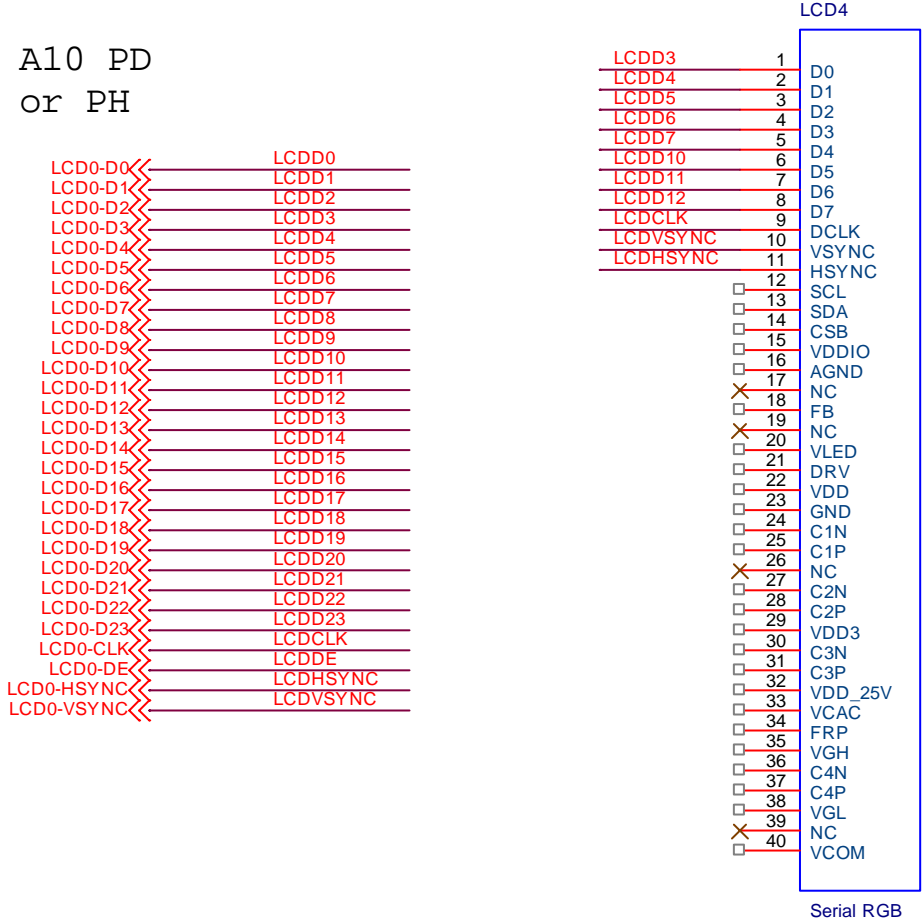 LCD4
A10 PD
or PH
LCD0-D0 LCDD0
LCD0-D1 LCDD1
LCD0-D2 LCDD2
LCD0-D3 LCDD3
LCD0-D4 LCDD4
LCD0-D5 LCDD5
LCD0-D6 LCDD6
LCD0-D7 LCDD7
LCD0-D8 LCDD8
LCD0-D9 LCDD9
LCD0-D10 LCDD10
LCD0-D11 LCDD11
LCD0-D12 LCDD12
LCD0-D13 LCDD13
LCD0-D14 LCDD14
LCD0-D15 LCDD15
LCD0-D16 LCDD16
LCD0-D17 LCDD17
LCD0-D18 LCDD18
LCD0-D19 LCDD19
LCD0-D20 LCDD20
LCD0-D21 LCDD21
LCD0-D22 LCDD22
LCD0-D23 LCDD23
LCD0-CLK LCDCLK
LCD0-DE LCDDE
LCD0-HSYNC LCDHSYNC
LCD0-VSYNC LCDVSYNC
LCDD3 1 D0
LCDD4 2 D1
LCDD5 3 D2
LCDD6 4 D3
LCDD7 5 D4
LCDD10 6 D5
LCDD11 7 D6
LCDD12 8 D7
LCDCLK 9 DCLK
LCDVSYNC 10 VSYNC
LCDHSYNC 11 HSYNC
12 SCL
13 SDA
14 CSB
15 VDDIO
16 AGND
17 NC
18 FB
19 NC
20 VLED
21 DRV
22 VDD
23 GND
24 C1N
25 C1P
26 NC
27 C2N
28 C2P
29 VDD3
30 C3N
31 C3P
32 VDD_25V
33 VCAC
34 FRP
35 VGH
36 C4N
37 C4P
38 VGL
39 NC
40 VCOM
Serial RGB